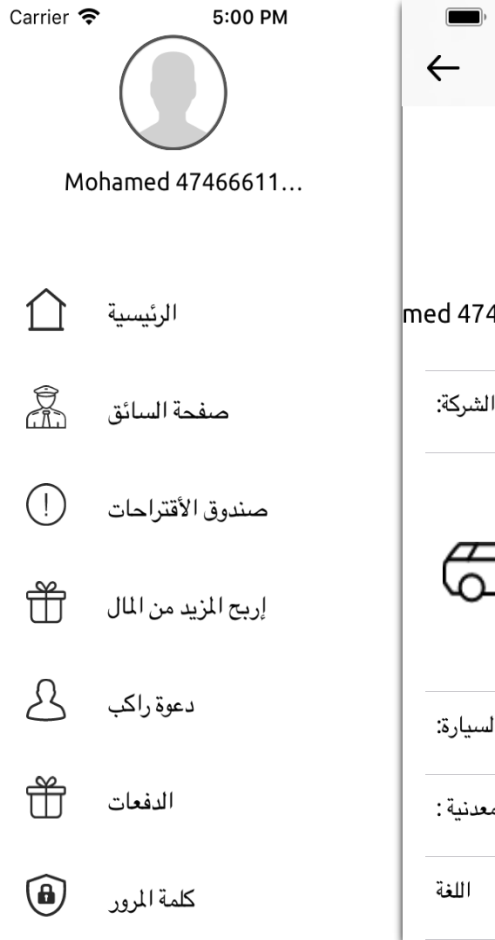 Carrier 5:00 PM
Mohamed 47466611…
الرئيسية
صفحة السائق
صندوق الأقتراحات
إربح المزيد من المال
دعوة راكب
الدفعات
كلمة المرور
med 474
الشركة:
لسيارة:
معدنية :
اللغة